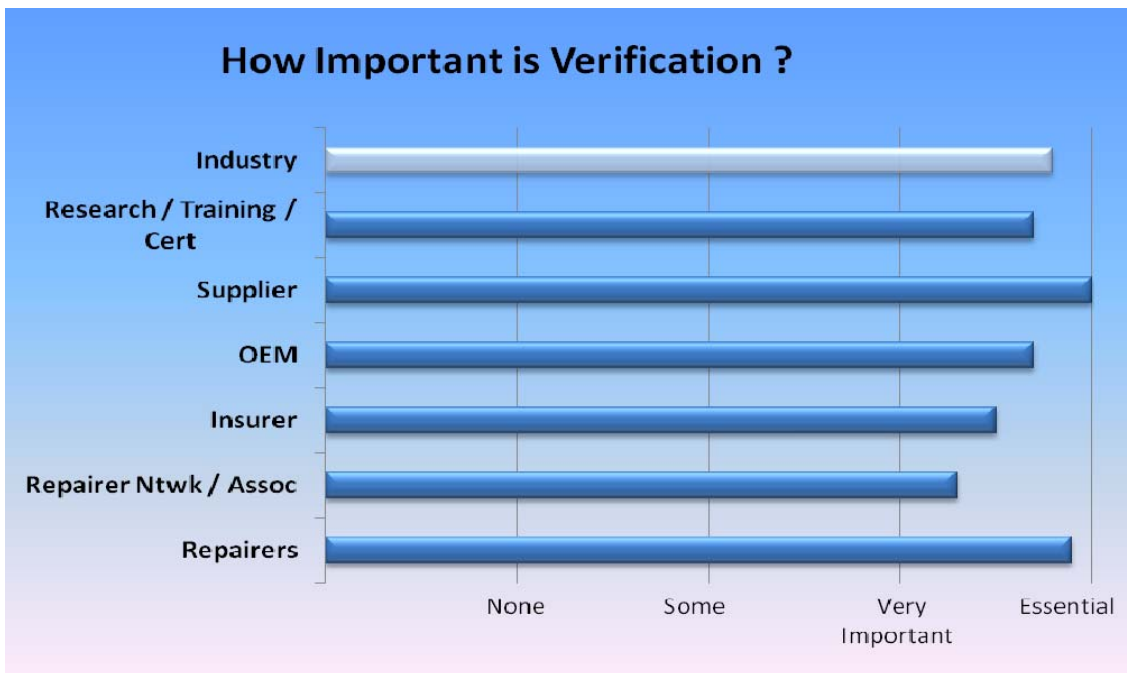 How Important is Verification ?
Industry
Research / Training /
Cert
Supplier
OEM
Insurer
Repairer Ntwk / Assoc
Repairers
None
Some
Very
Important
Essential